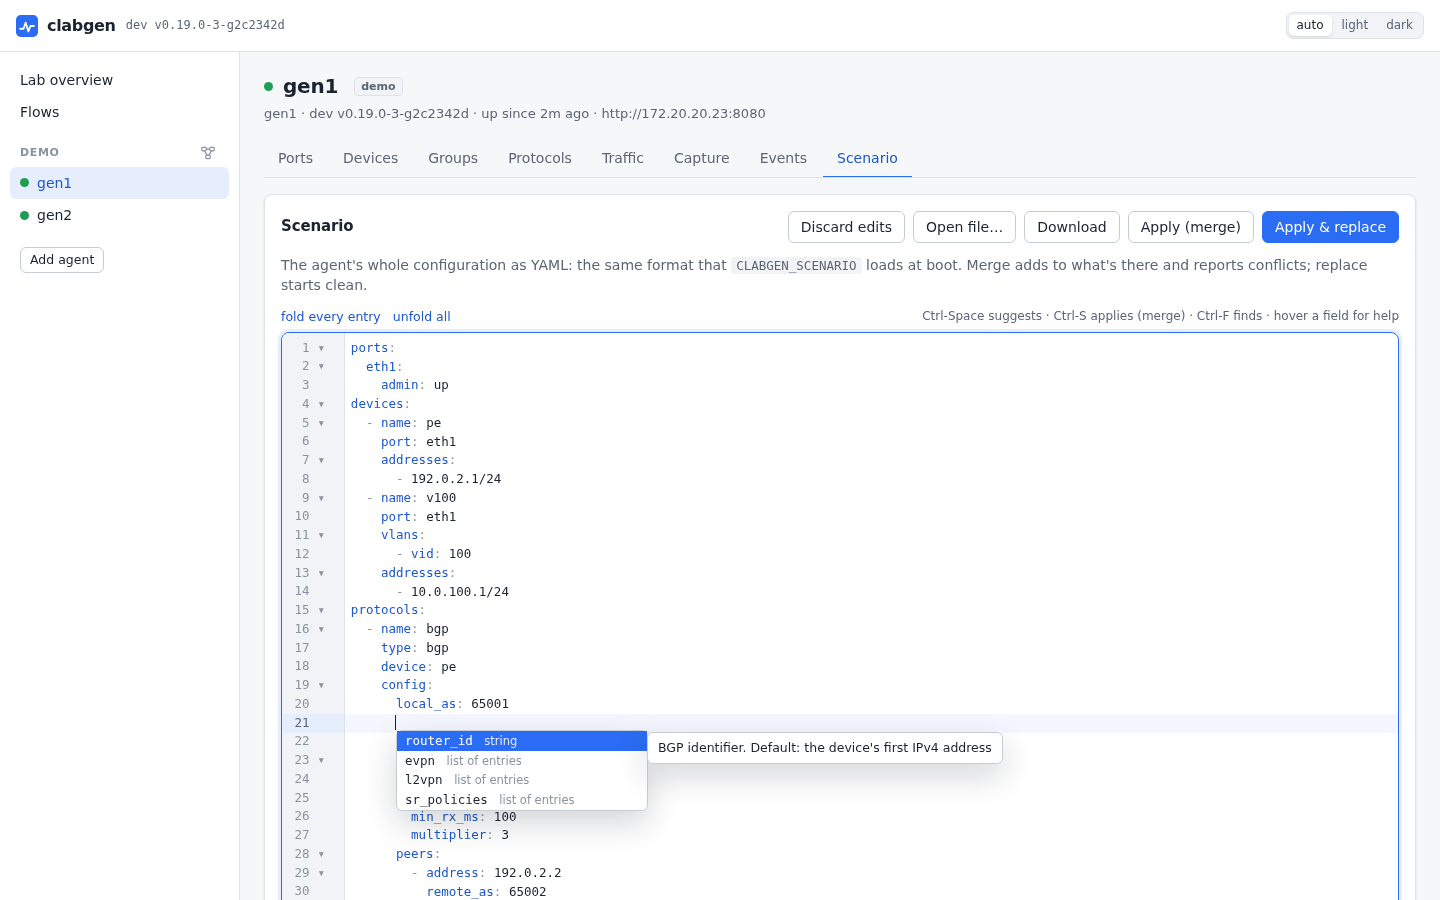 clabgen dev v0.19.0-3-g2c2342d
auto light dark
Lab overview
Flows
DEMO
gen1
gen2
Add agent
gen1 demo
gen1 · dev v0.19.0-3-g2c2342d · up since 2m ago · http://172.20.20.23:8080
Ports Devices Groups Protocols Traffic Capture Events Scenario
Scenario
Discard edits Open file… Download Apply (merge) Apply & replace
The agent's whole configuration as YAML: the same format that CLABGEN_SCENARIO loads at boot. Merge adds to what's there and reports conflicts; replace
starts clean.
fold every entry unfold all
Ctrl-Space suggests · Ctrl-S applies (merge) · Ctrl-F finds · hover a field for help
1 ▾ ports:
2 ▾ eth1:
3 admin: up
4 ▾ devices:
5 ▾ - name: pe
6 port: eth1
7 ▾ addresses:
8 - 192.0.2.1/24
9 ▾ - name: v100
10 port: eth1
11 ▾ vlans:
12 - vid: 100
13 ▾ addresses:
14 - 10.0.100.1/24
15 ▾ protocols:
16 ▾ - name: bgp
17 type: bgp
18 device: pe
19 ▾ config:
20 local_as: 65001
21
22
23 ▾
24
25
router_id string
BGP identifier. Default: the device's first IPv4 address
evpn list of entries
l2vpn list of entries
sr_policies list of entries
26 min_rx_ms: 100
27 multiplier: 3
28 ▾ peers:
29 ▾ - address: 192.0.2.2
30 remote_as: 65002